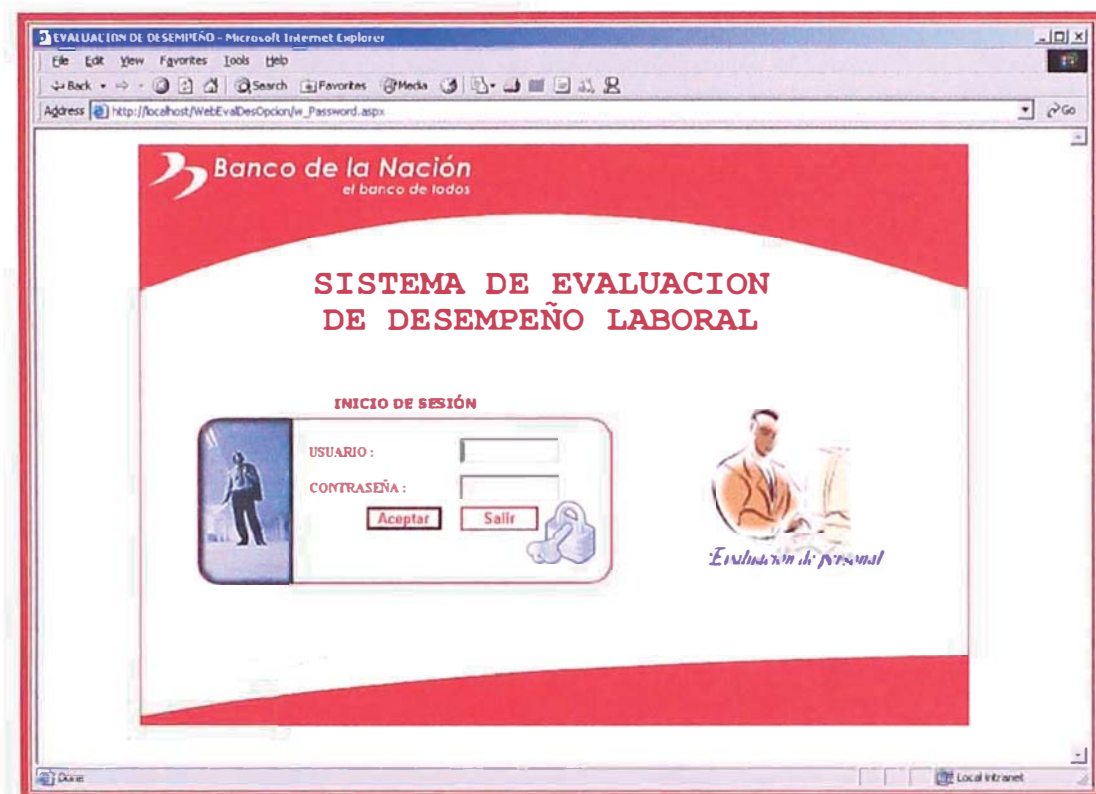 EVALUACION DE DESEMPEÑO - Microsoft Internet Explorer
File Edit View Favorites Tools Help
Back Search Favorites Media
Address http://localhost/WebEvalDesOpcion/w_Password.aspx Go
Banco de la Nación
el banco de todos
SISTEMA DE EVALUACION
DE DESEMPEÑO LABORAL
INICIO DE SESIÓN
USUARIO :
CONTRASEÑA :
Aceptar Salir
Evaluacion de personal
Done Local intranet